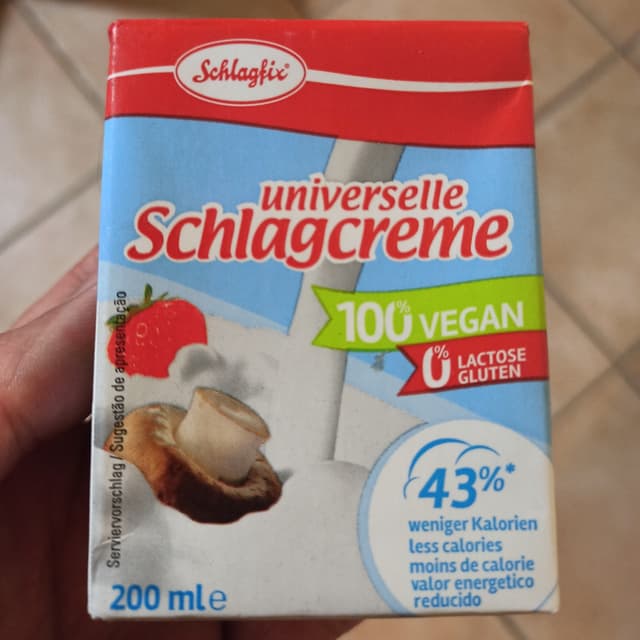 Schlagfix®
universelle
Schlagcreme
100% VEGAN
0% LACTOSE
GLUTEN
Serviervorschlag / Sugestão de apresentação
43%*
weniger Kalorien
less calories
moins de calorie
valor energetico
reducido
200 ml e